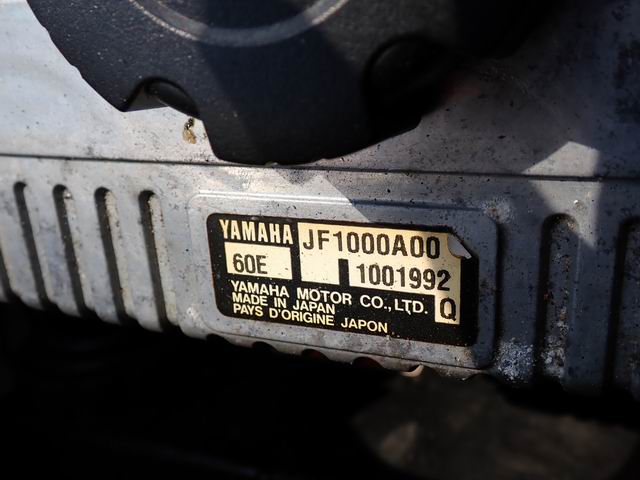 YAMAHA JF1000A00
60E 1001992
YAMAHA MOTOR CO.,LTD. Q
MADE IN JAPAN
PAYS D'ORIGINE JAPON